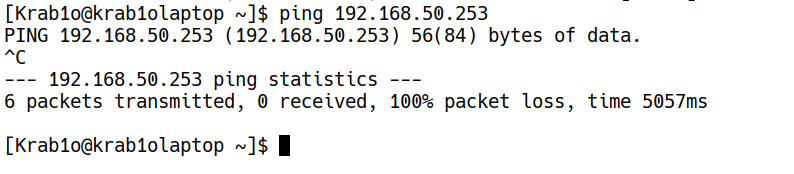 [Krab1o@krab1olaptop ~]$ ping 192.168.50.253
PING 192.168.50.253 (192.168.50.253) 56(84) bytes of data.
^C
--- 192.168.50.253 ping statistics ---
6 packets transmitted, 0 received, 100% packet loss, time 5057ms
[Krab1o@krab1olaptop ~]$